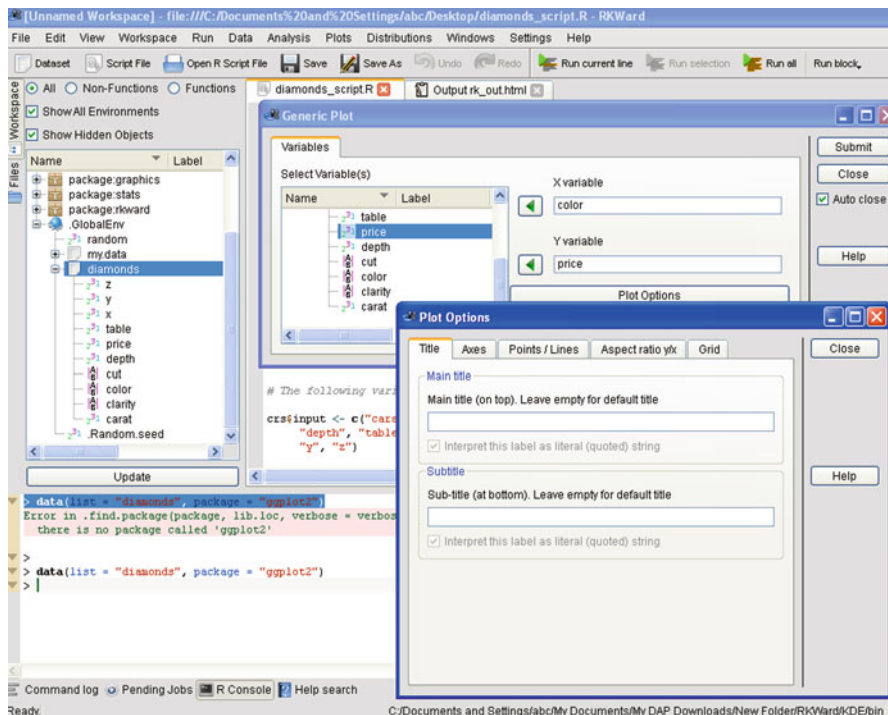 [Unnamed Workspace] - file:///C:/Documents%20and%20Settings/abc/Desktop/diamonds_script.R - RKWard
File Edit View Workspace Run Data Analysis Plots Distributions Windows Settings Help
Dataset Script File Open R Script File Save Save As Undo Redo Run current line Run selection Run all Run block
Workspace
Files
All Non-Functions Functions
Show All Environments
Show Hidden Objects
Name Label
package:graphics
package:stats
package:rkward
.GlobalEnv
random
my.data
diamonds
z
y
x
table
price
depth
cut
color
clarity
carat
.Random.seed
Update
diamonds_script.R Output rk_out.html
Generic Plot
Variables
Select Variable(s)
Name Label
table
price
depth
cut
color
clarity
carat
X variable
color
Y variable
price
Plot Options
Submit
Close
Auto close
Help
# The following vari
crs$input <- c("cara
"depth", "table
"y", "z")
Plot Options
Title Axes Points / Lines Aspect ratio y/x Grid
Main title
Main title (on top). Leave empty for default title
Interpret this label as literal (quoted) string
Subtitle
Sub-title (at bottom). Leave empty for default title
Interpret this label as literal (quoted) string
Close
Help
> data(list = "diamonds", package = "ggplot2")
Error in .find.package(package, lib.loc, verbose = verbos
there is no package called 'ggplot2'
>
> data(list = "diamonds", package = "ggplot2")
>
Command log Pending Jobs R Console Help search
Ready. C:/Documents and Settings/abc/My Documents/My DAP Downloads/New Folder/RKWard/KDE/bin